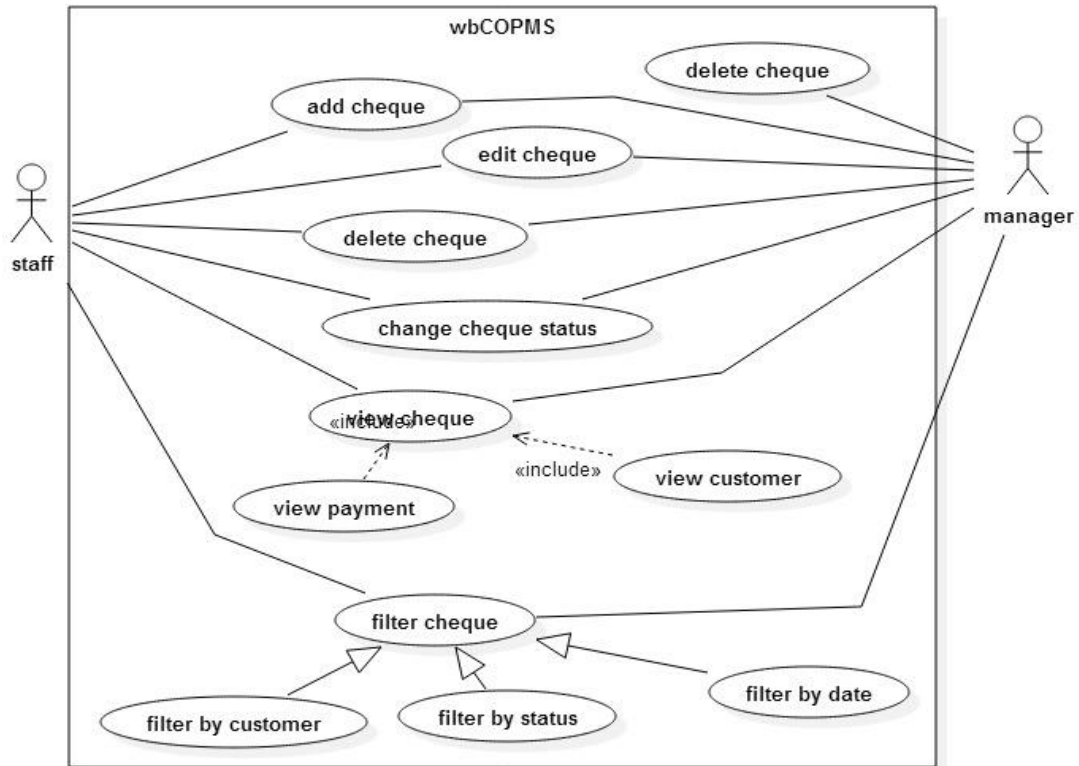 wbCOPMS
delete cheque
add cheque
edit cheque
manager
delete cheque
staff
change cheque status
view cheque
«include»
«include»
view customer
view payment
filter cheque
filter by date
filter by customer
filter by status